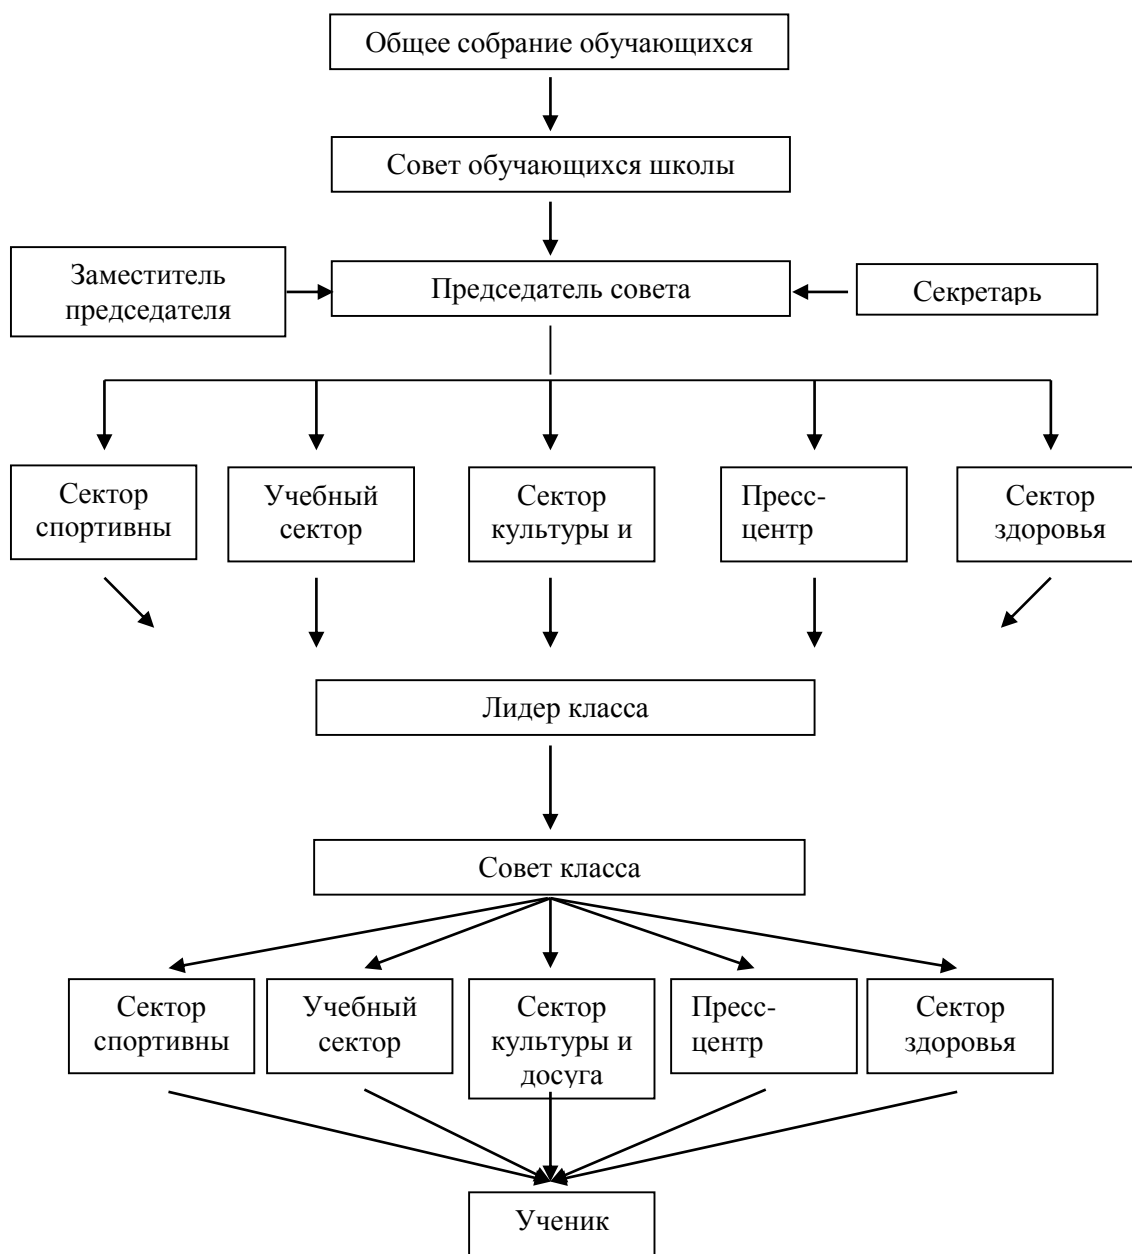 Общее собрание обучающихся
Совет обучающихся школы
Заместитель
председателя
Председатель совета
Секретарь
Сектор
спортивны
Учебный
сектор
Сектор
культуры и
Пресс-
центр
Сектор
здоровья
Лидер класса
Совет класса
Сектор
спортивны
Учебный
сектор
Сектор
культуры и
досуга
Пресс-
центр
Сектор
здоровья
Ученик